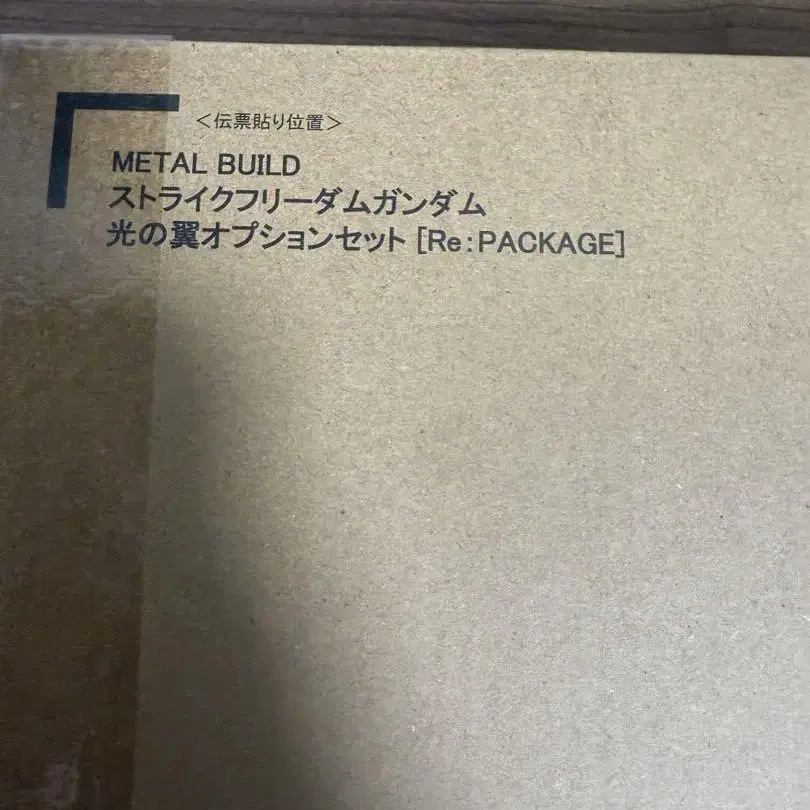 <伝票貼り位置>
METAL BUILD
ストライクフリーダムガンダム
光の翼オプションセット [Re:PACKAGE]